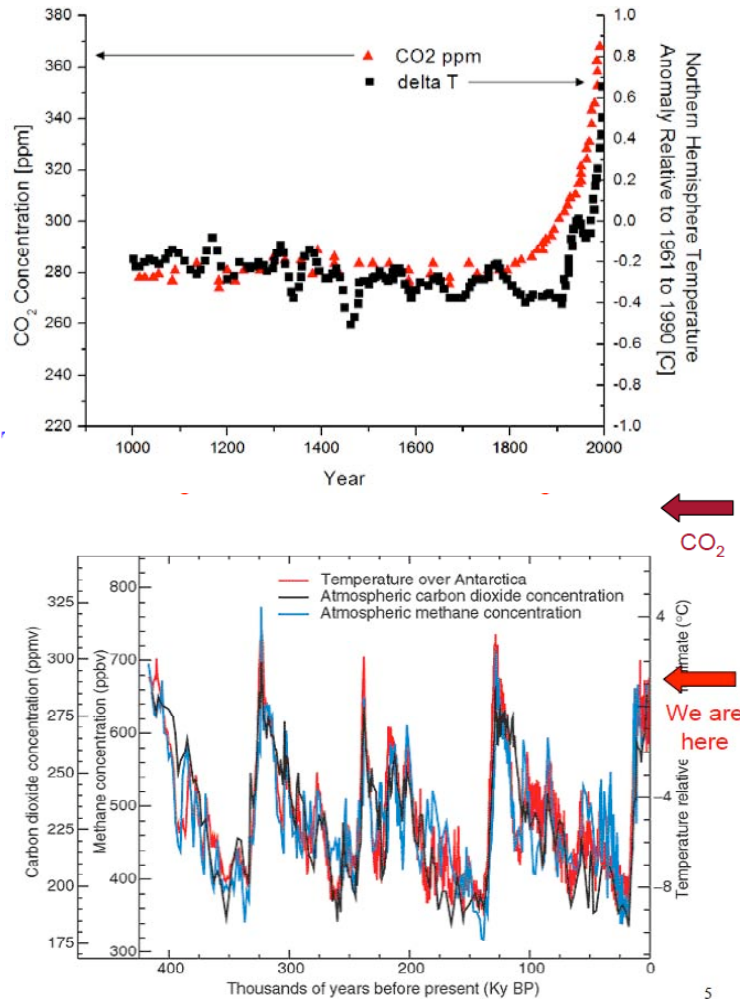 380
360
340
320
300
280
260
240
220
CO2 Concentration [ppm]
CO2 ppm
delta T
1.0
0.8
0.6
0.4
0.2
0.0
-0.2
-0.4
-0.6
-0.8
-1.0
Northern Hemisphere Temperature
Anomaly Relative to 1961 to 1990 [C]
1000
1200
1400
1600
1800
2000
Year
CO₂
Temperature over Antarctica
Atmospheric carbon dioxide concentration
Atmospheric methane concentration
325
300
275
250
225
200
175
Carbon dioxide concentration (ppmv)
800
700
600
500
400
300
Methane concentration (ppbv)
4
-4
-8
Temperature relative
(°C)
We are
here
400
300
200
100
0
Thousands of years before present (Ky BP)
5